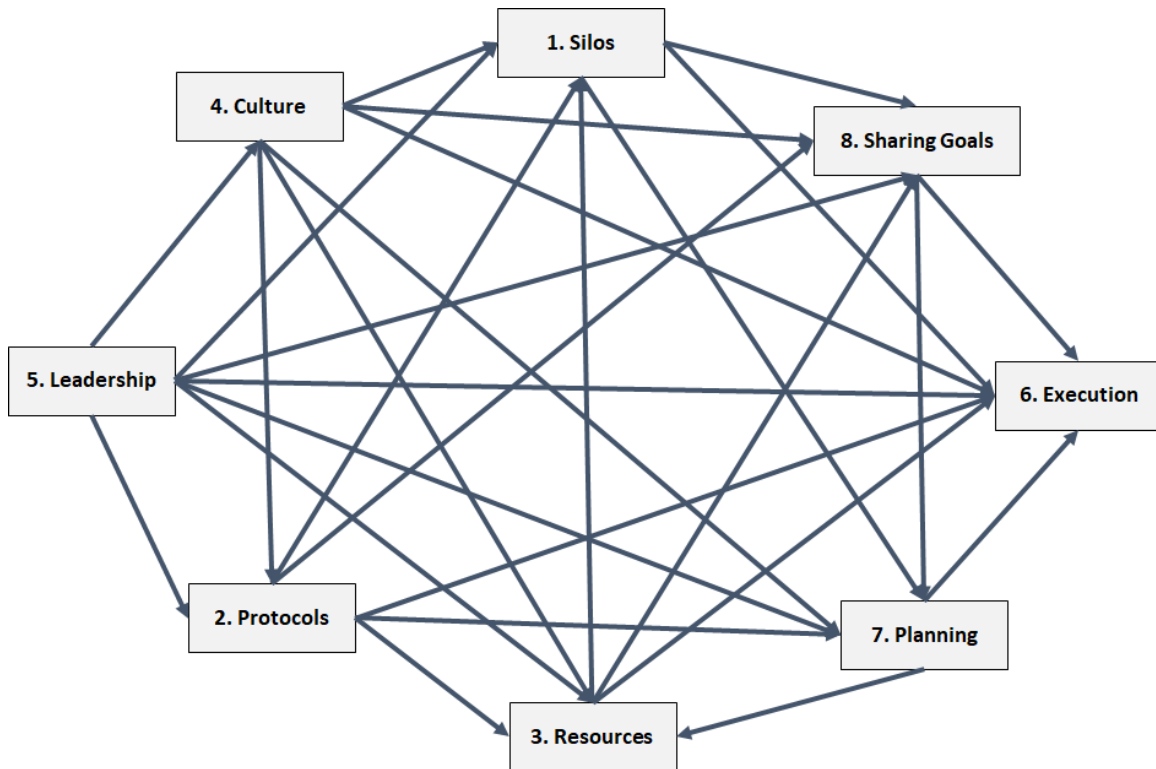 1. Silos
4. Culture
8. Sharing Goals
5. Leadership
6. Execution
2. Protocols
7. Planning
3. Resources